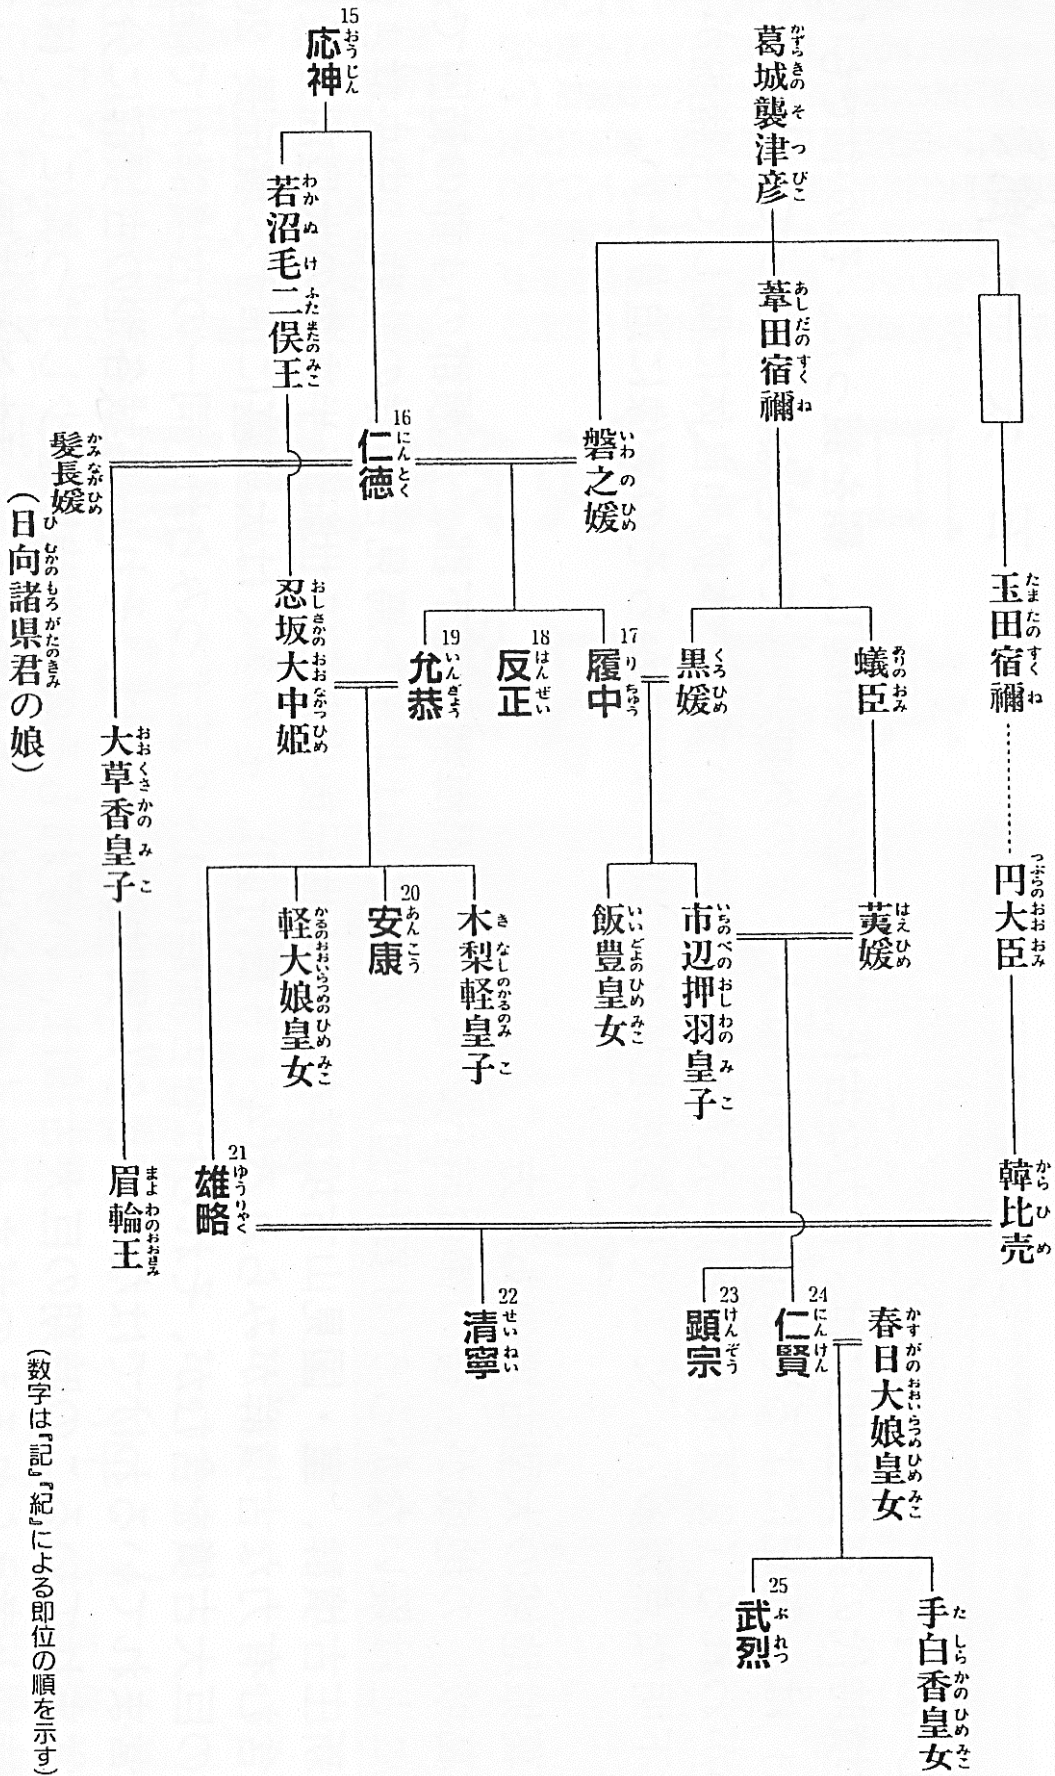 葛城襲津彦
かずらきのそつびこ
15
応神
おうじん
葦田宿禰
あしだのすくね
若沼毛二俣王
わかぬけふたまたのみこ
磐之媛
いわのひめ
16
仁徳
にんとく
髪長媛
かみながひめ
(日向諸県君の娘)
ひむかのもろがたのきみ
玉田宿禰
たまたのすくね
蟻臣
ありのおみ
黒媛
くろひめ
17
履中
りちゅう
18
反正
はんぜい
19
允恭
いんぎょう
忍坂大中姫
おしさかのおおなかつひめ
大草香皇子
おおくさかのみこ
円大臣
つぶらのおおおみ
荑媛
はえひめ
市辺押羽皇子
いちのべのおしわのみこ
飯豊皇女
いいどよのひめみこ
木梨軽皇子
きなしのかるのみこ
20
安康
あんこう
軽大娘皇女
かるのおおいらつめのひめみこ
韓比売
からひめ
21
雄略
ゆうりゃく
眉輪王
まよわのおおきみ
春日大娘皇女
かすがのおおいらつめのひめみこ
24
仁賢
にんけん
23
顕宗
けんぞう
22
清寧
せいねい
手白香皇女
たしらかのひめみこ
25
武烈
ぶれつ
(数字は『記』『紀』による即位の順を示す)